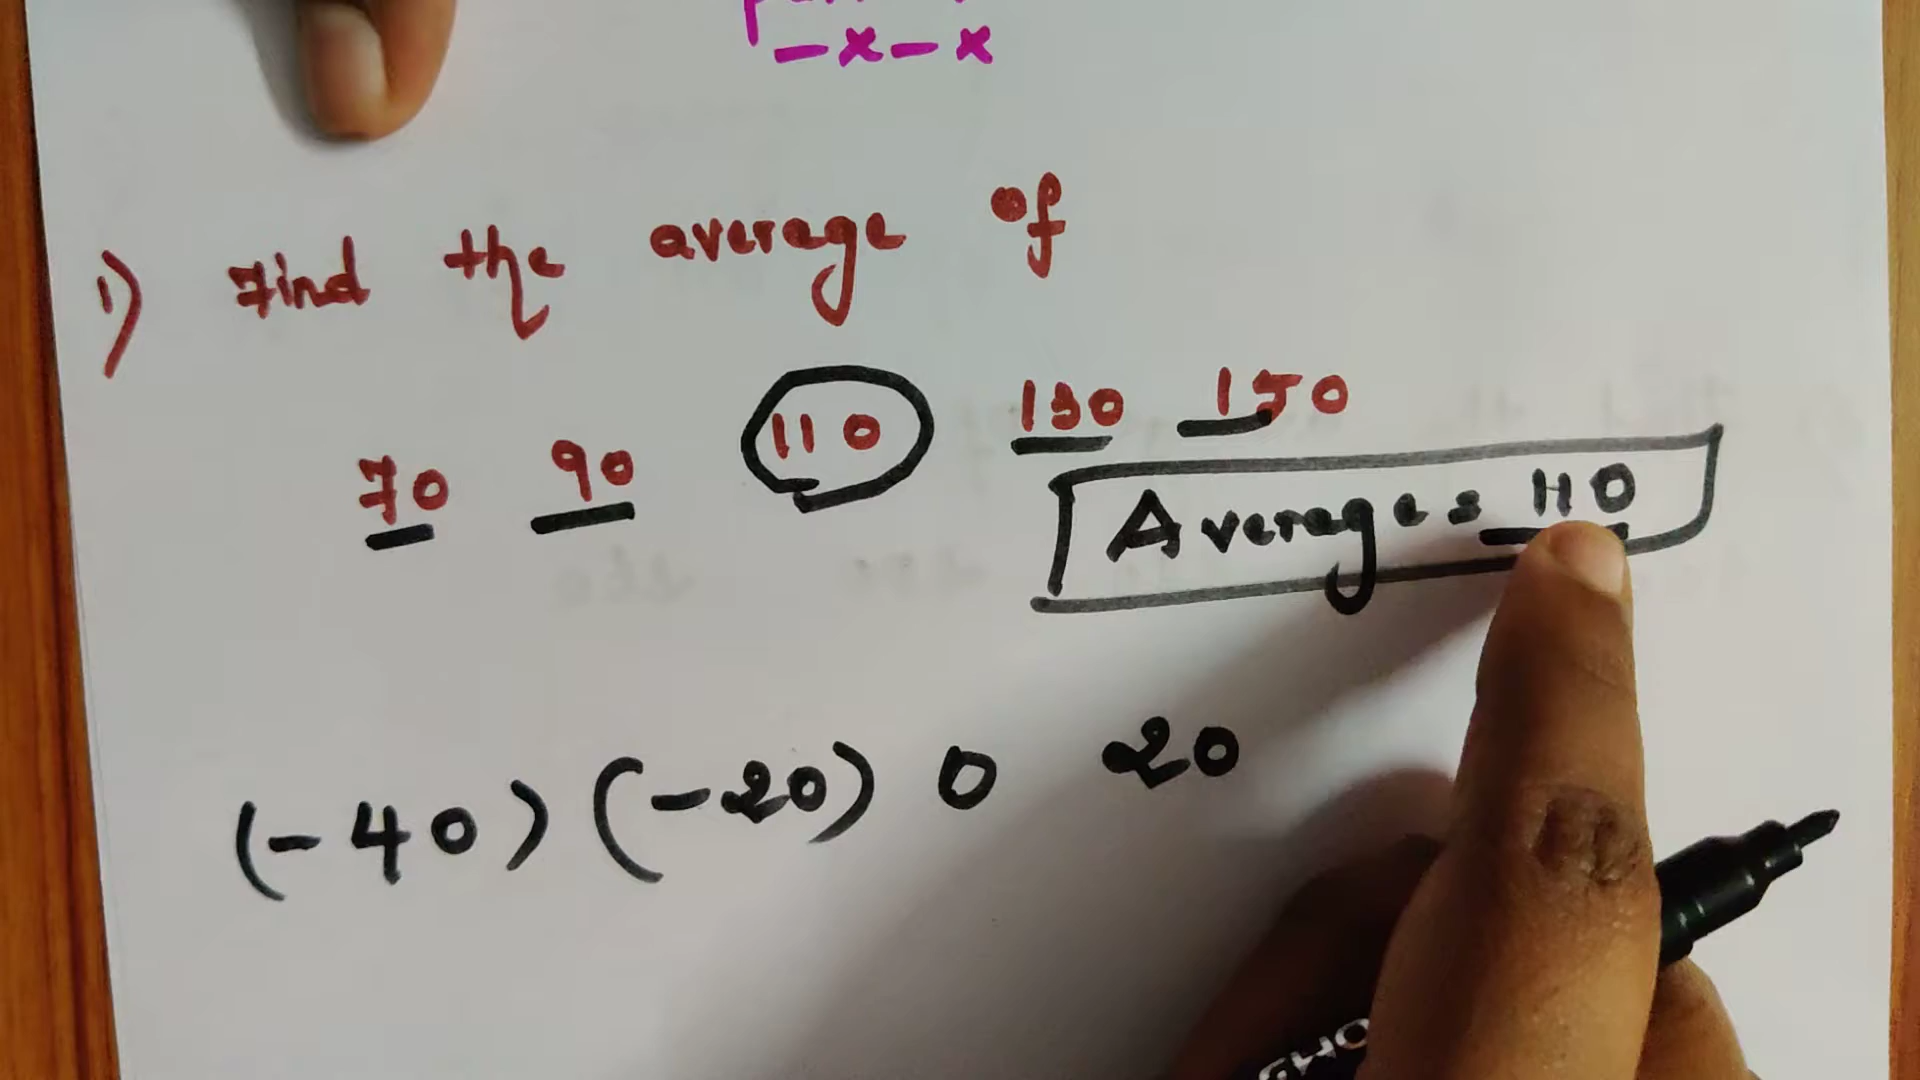 -x-x
1) Find the average of
70 90 110 130 150
Average = 110
(-40) (-20) 0 20